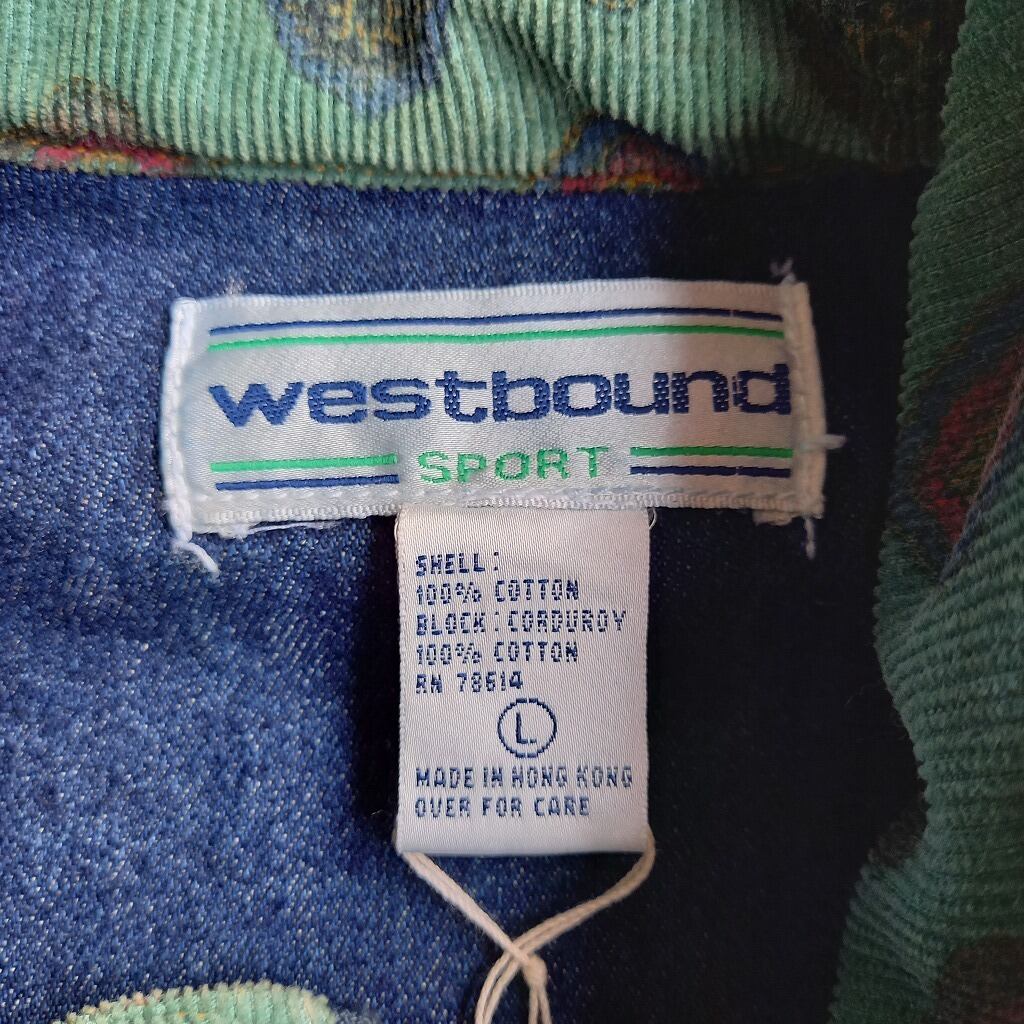 westbound
SPORT
SHELL:
100% COTTON
BLOCK: CORDUROY
100% COTTON
RN 78614
L
MADE IN HONG KONG
OVER FOR CARE